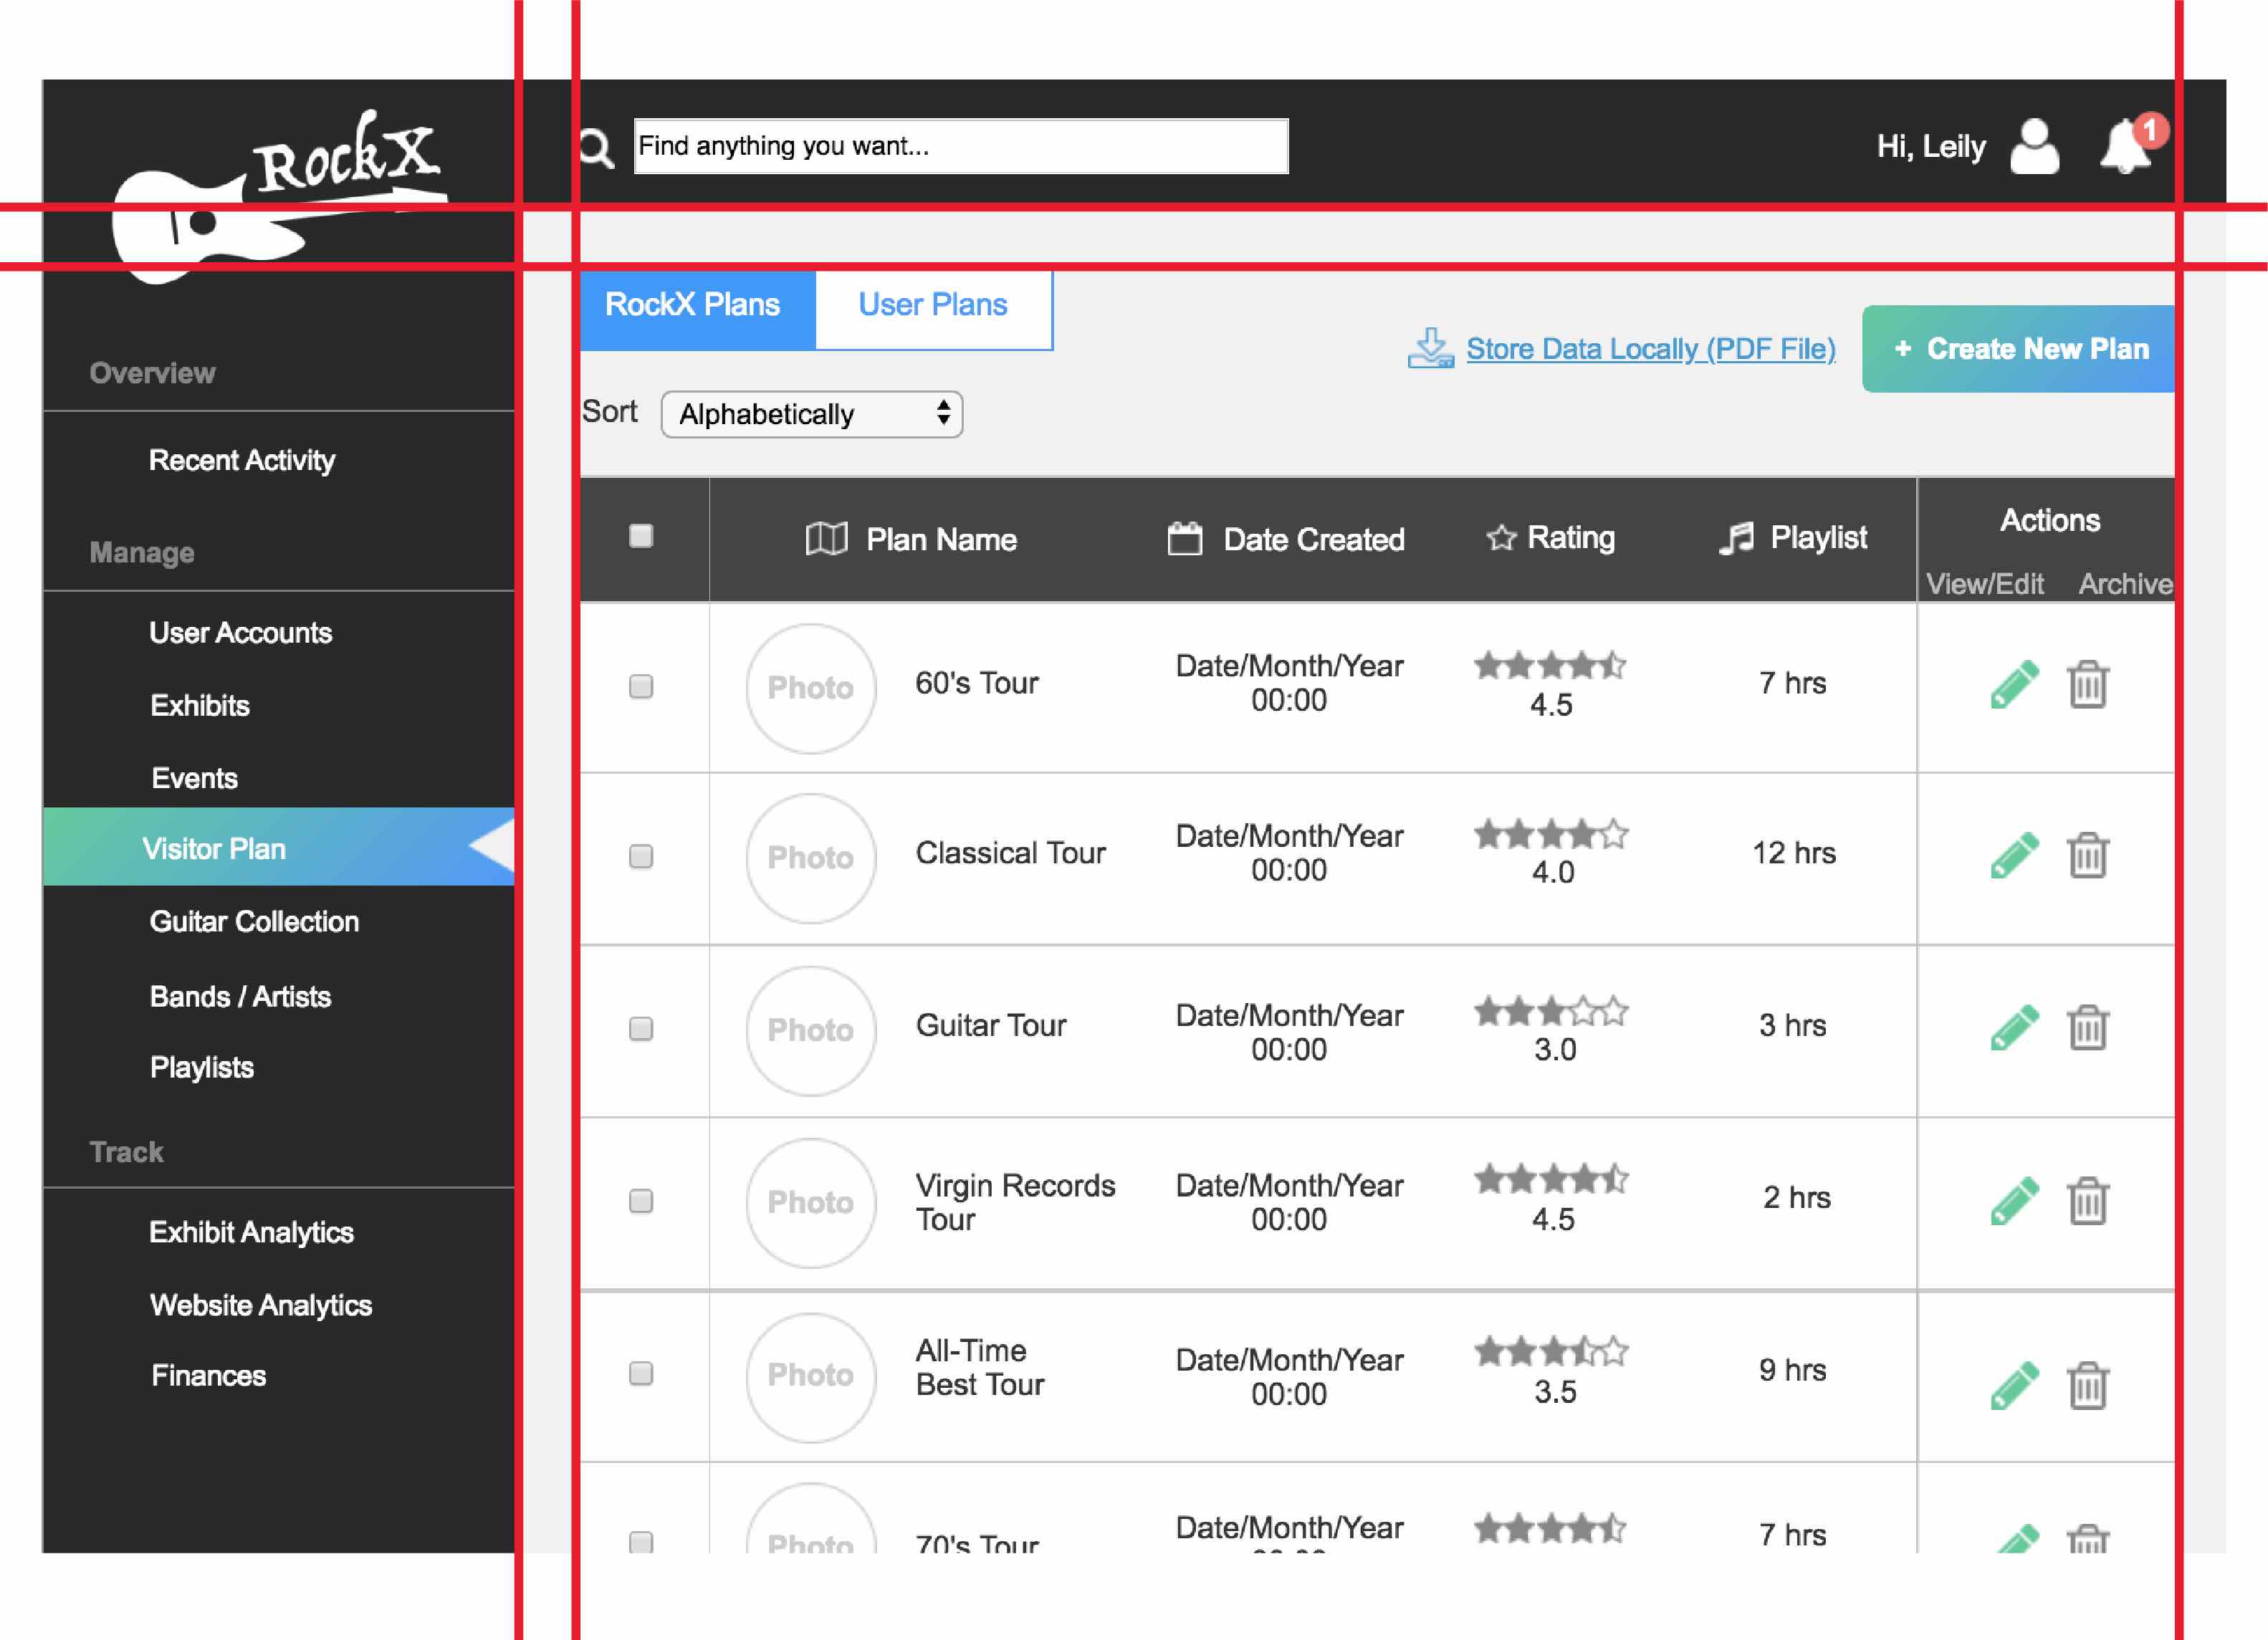 RockX
Find anything you want...
Hi, Leily
1
Overview
Recent Activity
Manage
User Accounts
Exhibits
Events
Visitor Plan
Guitar Collection
Bands / Artists
Playlists
Track
Exhibit Analytics
Website Analytics
Finances
RockX Plans
User Plans
Store Data Locally (PDF File)
+ Create New Plan
Sort
Alphabetically
Plan Name
Date Created
Rating
Playlist
Actions
View/Edit
Archive
Photo
60's Tour
Date/Month/Year
00:00
4.5
7 hrs
Photo
Classical Tour
Date/Month/Year
00:00
4.0
12 hrs
Photo
Guitar Tour
Date/Month/Year
00:00
3.0
3 hrs
Photo
Virgin Records
Tour
Date/Month/Year
00:00
4.5
2 hrs
Photo
All-Time
Best Tour
Date/Month/Year
00:00
3.5
9 hrs
Photo
70's Tour
Date/Month/Year
7 hrs